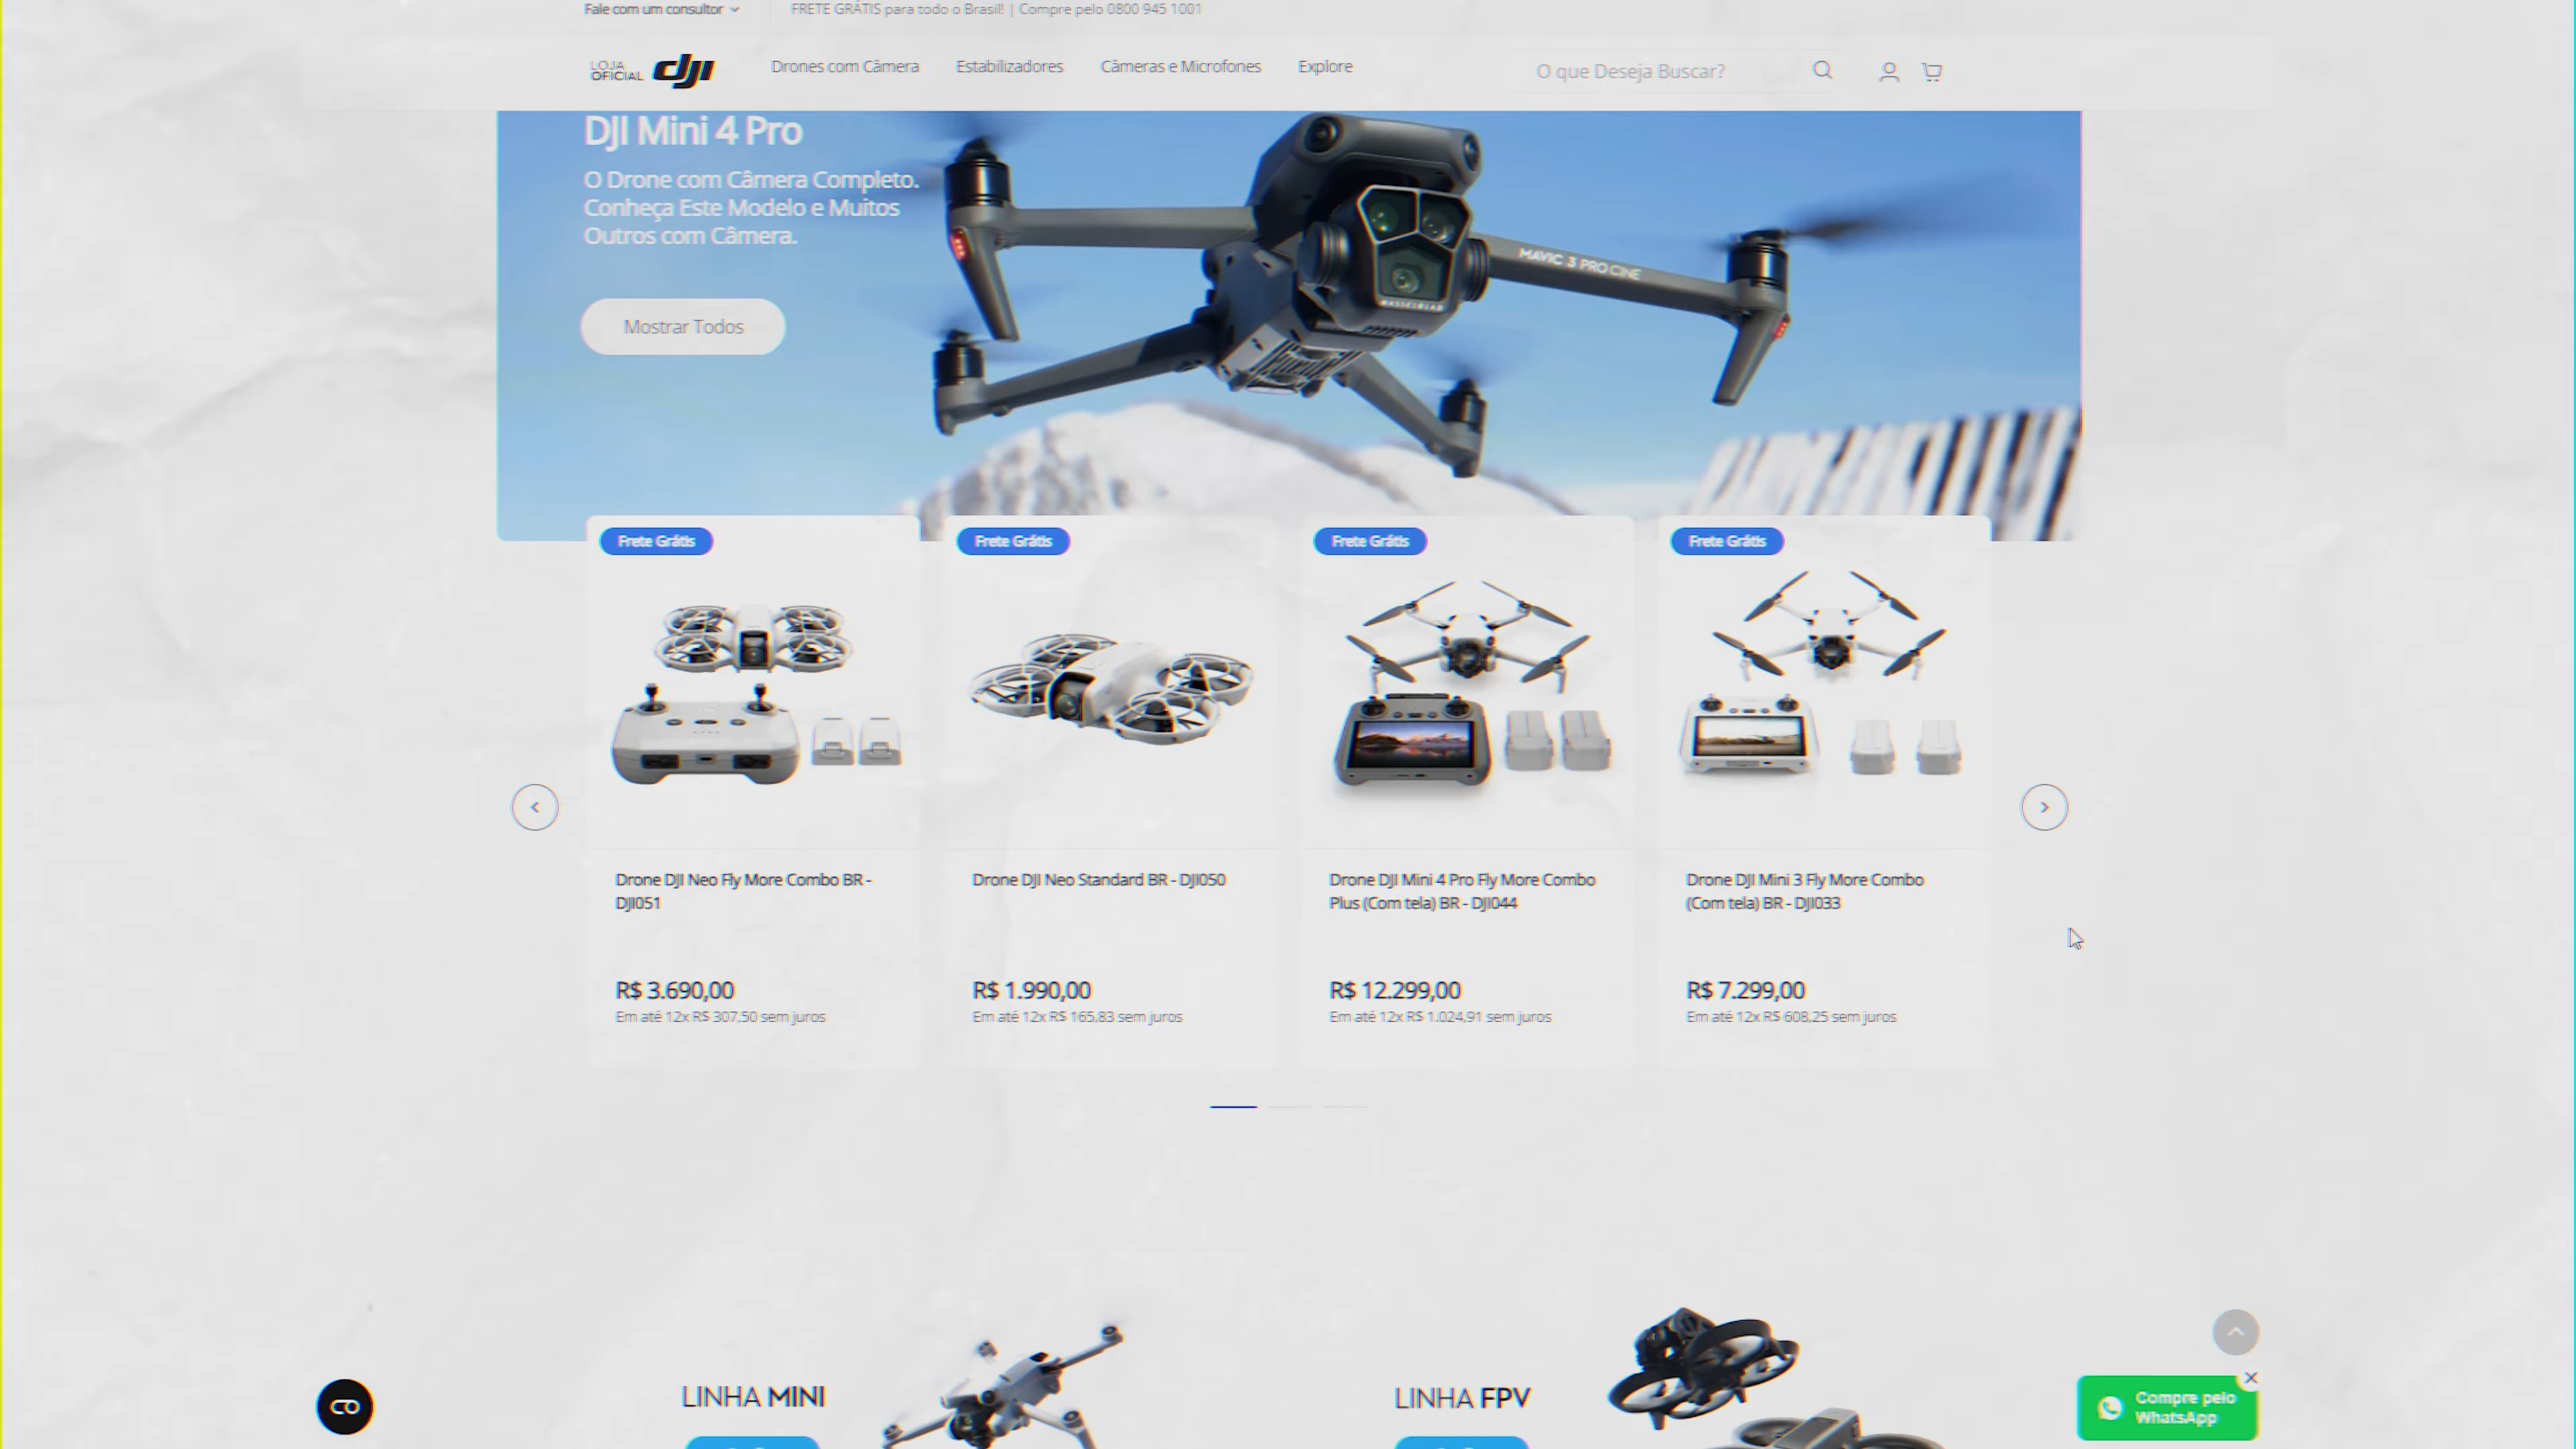 Fale com um consultor
FRETE GRÁTIS para todo o Brasil! | Compre pelo 0800 945 1001
LOJA
OFICIAL
dji
Drones com Câmera
Estabilizadores
Câmeras e Microfones
Explore
O que Deseja Buscar?
DJI Mini 4 Pro
O Drone com Câmera Completo.
Conheça Este Modelo e Muitos
Outros com Câmera.
Mostrar Todos
MAVIC 3 PRO CINE
HASSELBLAD
Frete Grátis
Frete Grátis
Frete Grátis
Frete Grátis
Drone DJI Neo Fly More Combo BR -
DJI051
R$ 3.690,00
Em até 12x R$ 307,50 sem juros
Drone DJI Neo Standard BR - DJI050
R$ 1.990,00
Em até 12x R$ 165,83 sem juros
Drone DJI Mini 4 Pro Fly More Combo
Plus (Com tela) BR - DJI044
R$ 12.299,00
Em até 12x R$ 1.024,91 sem juros
Drone DJI Mini 3 Fly More Combo
(Com tela) BR - DJI033
R$ 7.299,00
Em até 12x R$ 608,25 sem juros
LINHA MINI
LINHA FPV
Compre pelo
WhatsApp